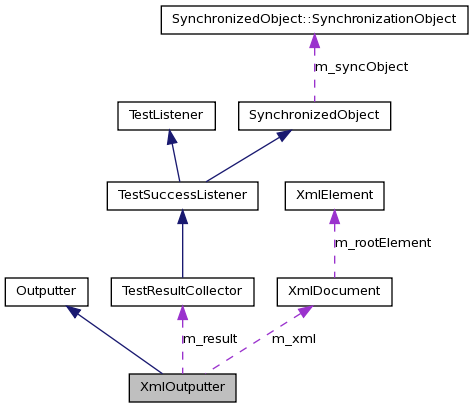 SynchronizedObject::SynchronizationObject
m_syncObject
TestListener
SynchronizedObject
TestSuccessListener
XmlElement
m_rootElement
Outputter
TestResultCollector
XmlDocument
m_result
m_xml
XmlOutputter